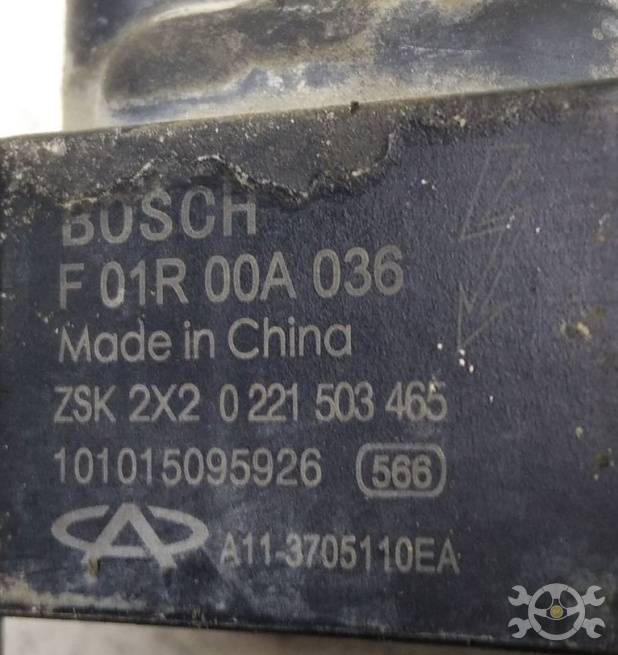 BOSCH
F 01R 00A 036
Made in China
ZSK 2X2 0 221 503 465
101015095926 566
A11-3705110EA